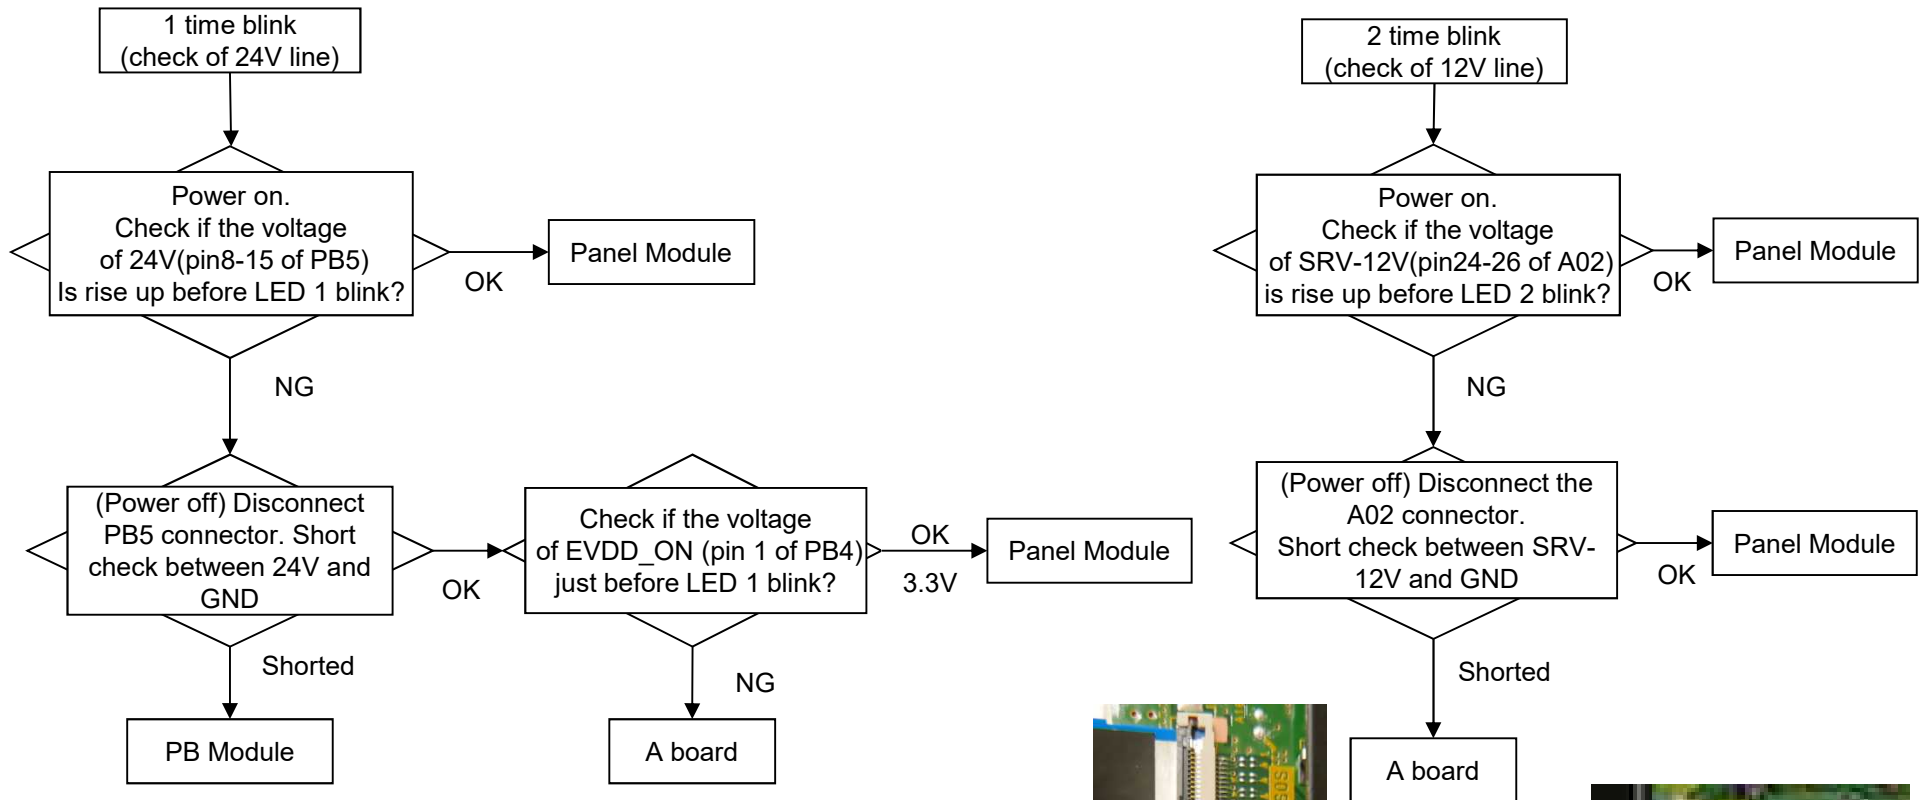 1 time blink
(check of 24V line)
Power on.
Check if the voltage
of 24V(pin8-15 of PB5)
Is rise up before LED 1 blink?
OK
Panel Module
NG
(Power off) Disconnect
PB5 connector. Short
check between 24V and
GND
OK
Check if the voltage
of EVDD_ON (pin 1 of PB4)
just before LED 1 blink?
OK
3.3V
Panel Module
Shorted
PB Module
NG
A board
2 time blink
(check of 12V line)
Power on.
Check if the voltage
of SRV-12V(pin24-26 of A02)
is rise up before LED 2 blink?
OK
Panel Module
NG
(Power off) Disconnect the
A02 connector.
Short check between SRV-
12V and GND
OK
Panel Module
Shorted
A board